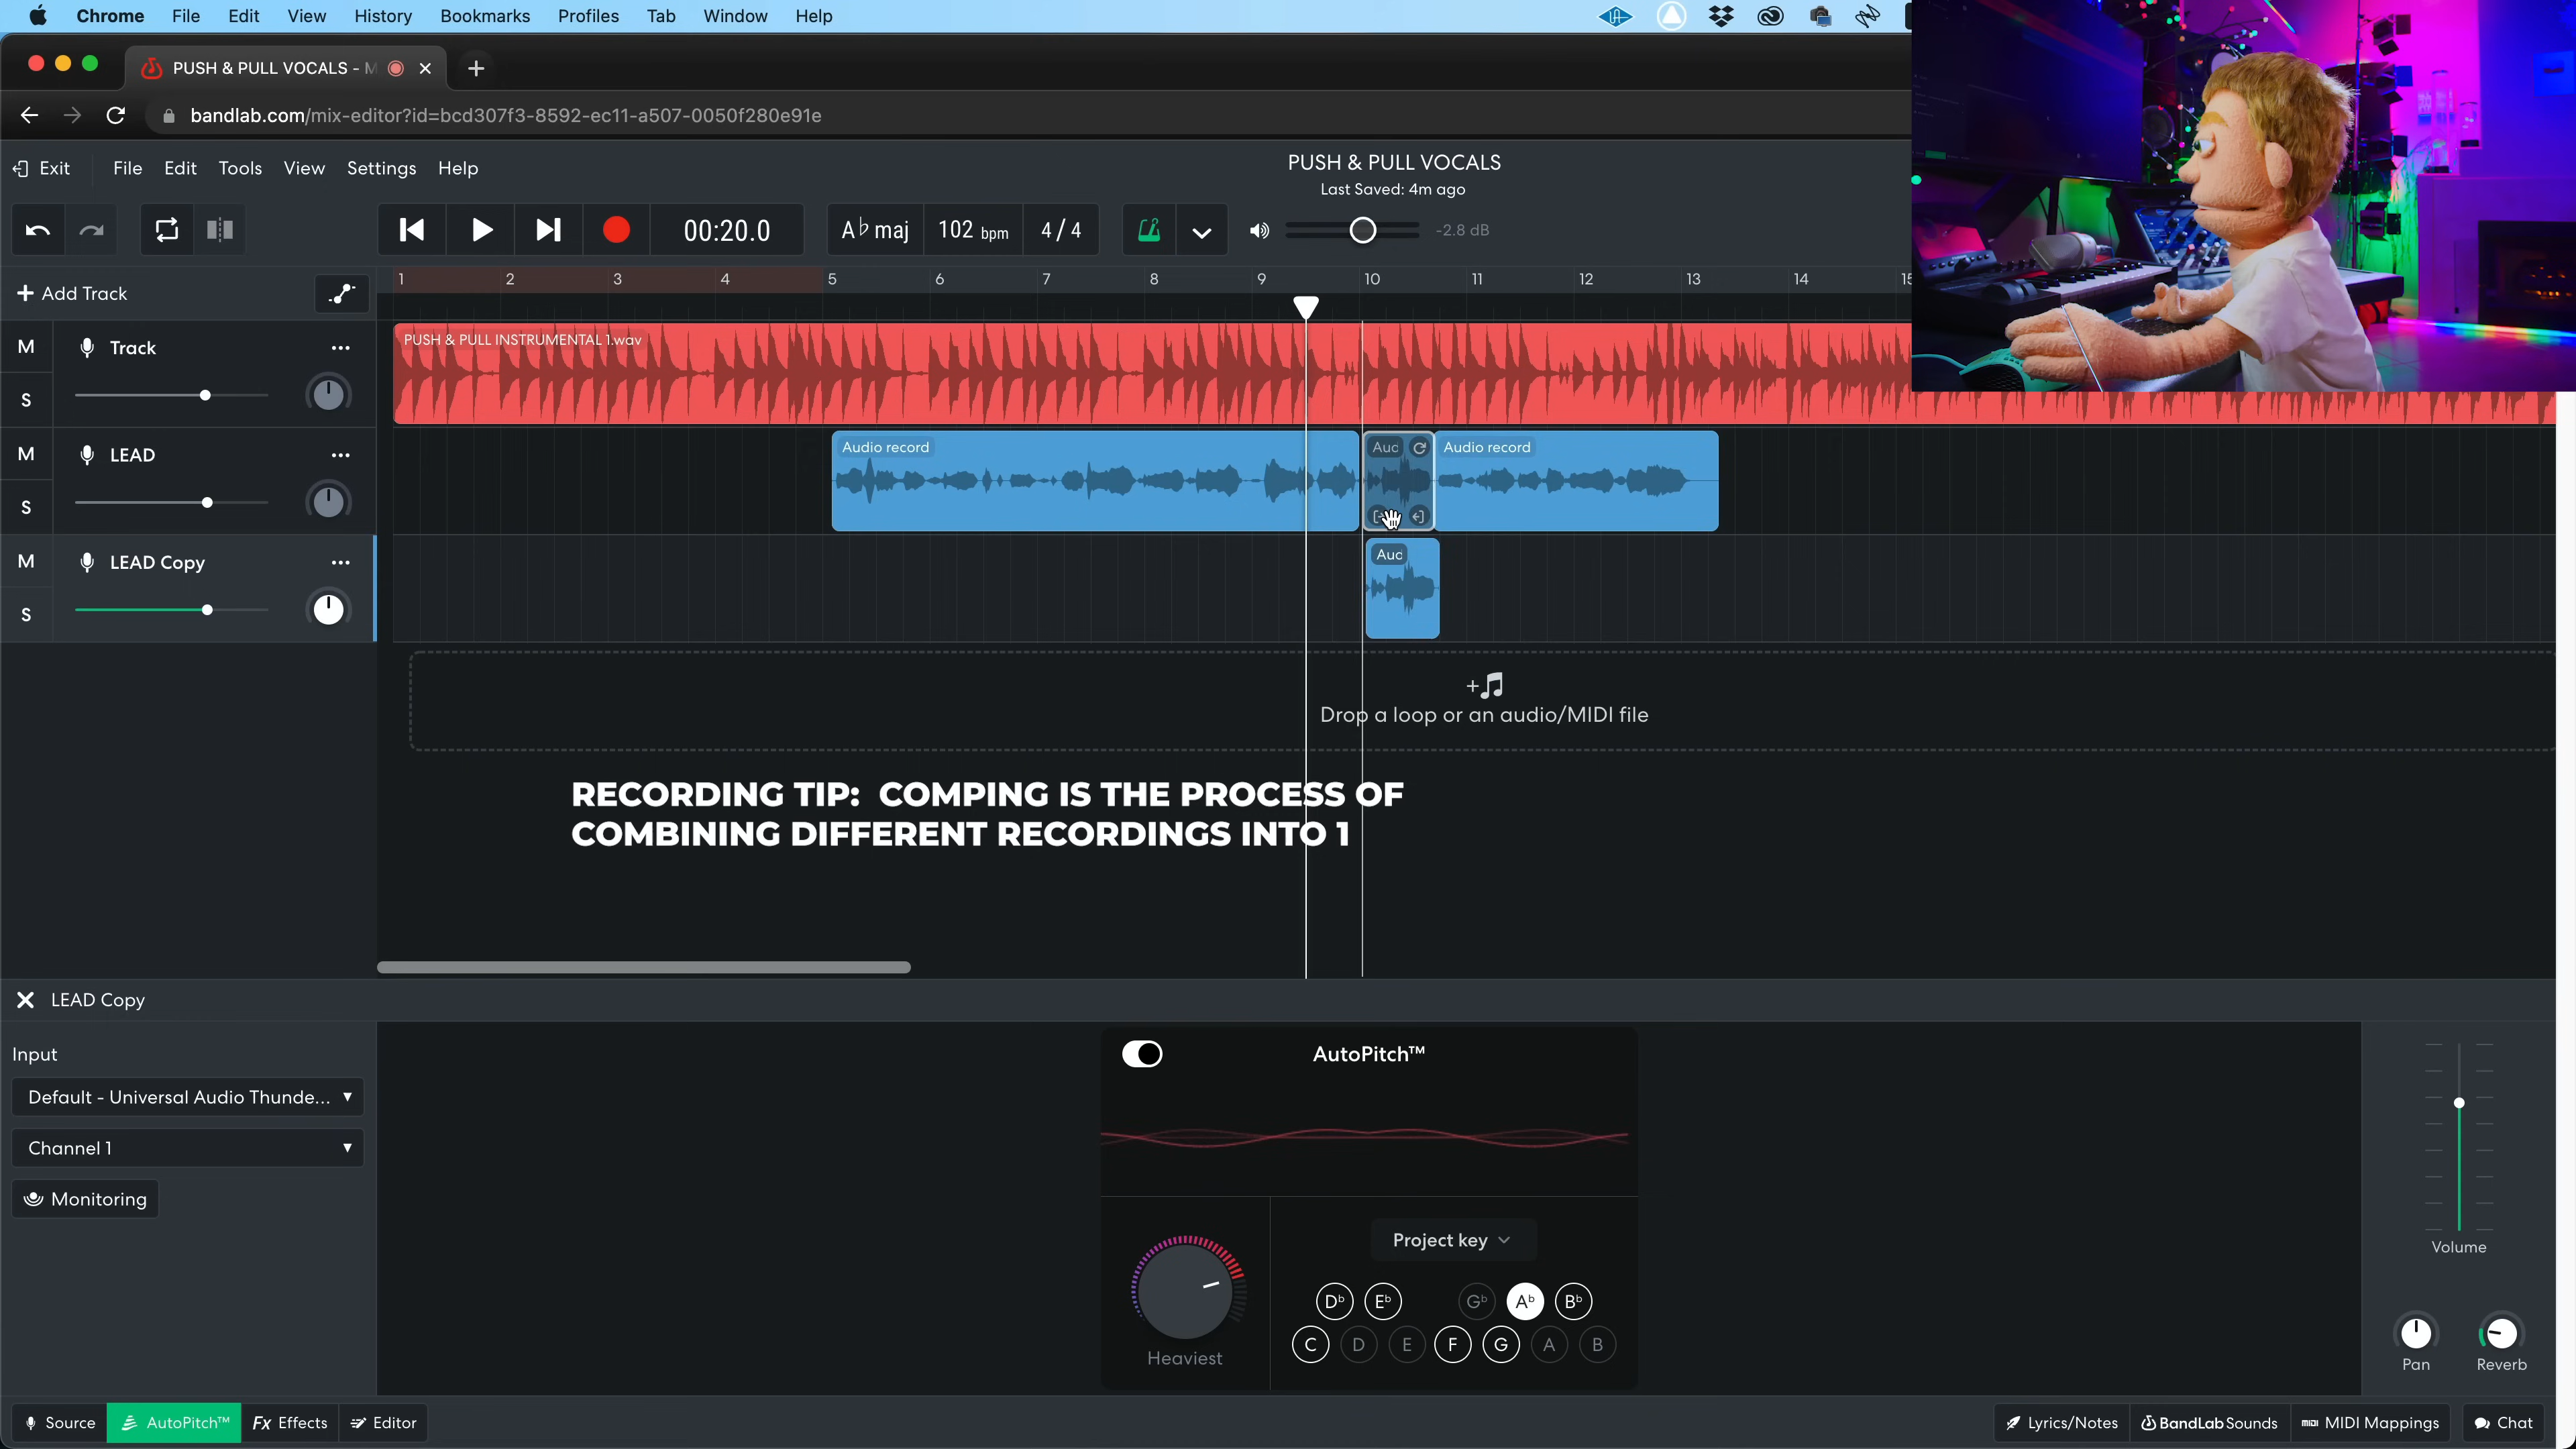 Chrome File Edit View History Bookmarks Profiles Tab Window Help
PUSH & PULL VOCALS - M
bandlab.com/mix-editor?id=bcd307f3-8592-ec11-a507-0050f280e91e
Exit File Edit Tools View Settings Help
PUSH & PULL VOCALS
Last Saved: 4m ago
00:20.0 A♭ maj 102 bpm 4/4 -2.8 dB
+ Add Track
1 2 3 4 5 6 7 8 9 10 11 12 13 14 15
M Track
S
PUSH & PULL INSTRUMENTAL 1.wav
M LEAD
S
Audio record Aud Audio record
M LEAD Copy
S
Aud
Drop a loop or an audio/MIDI file
RECORDING TIP: COMPING IS THE PROCESS OF
COMBINING DIFFERENT RECORDINGS INTO 1
LEAD Copy
Input
Default - Universal Audio Thunde...
Channel 1
Monitoring
AutoPitch™
Project key
Heaviest
D♭ E♭ G♭ A♭ B♭
C D E F G A B
Volume
Pan Reverb
Source AutoPitch™ Fx Effects Editor
Lyrics/Notes BandLab Sounds MIDI MIDI Mappings Chat